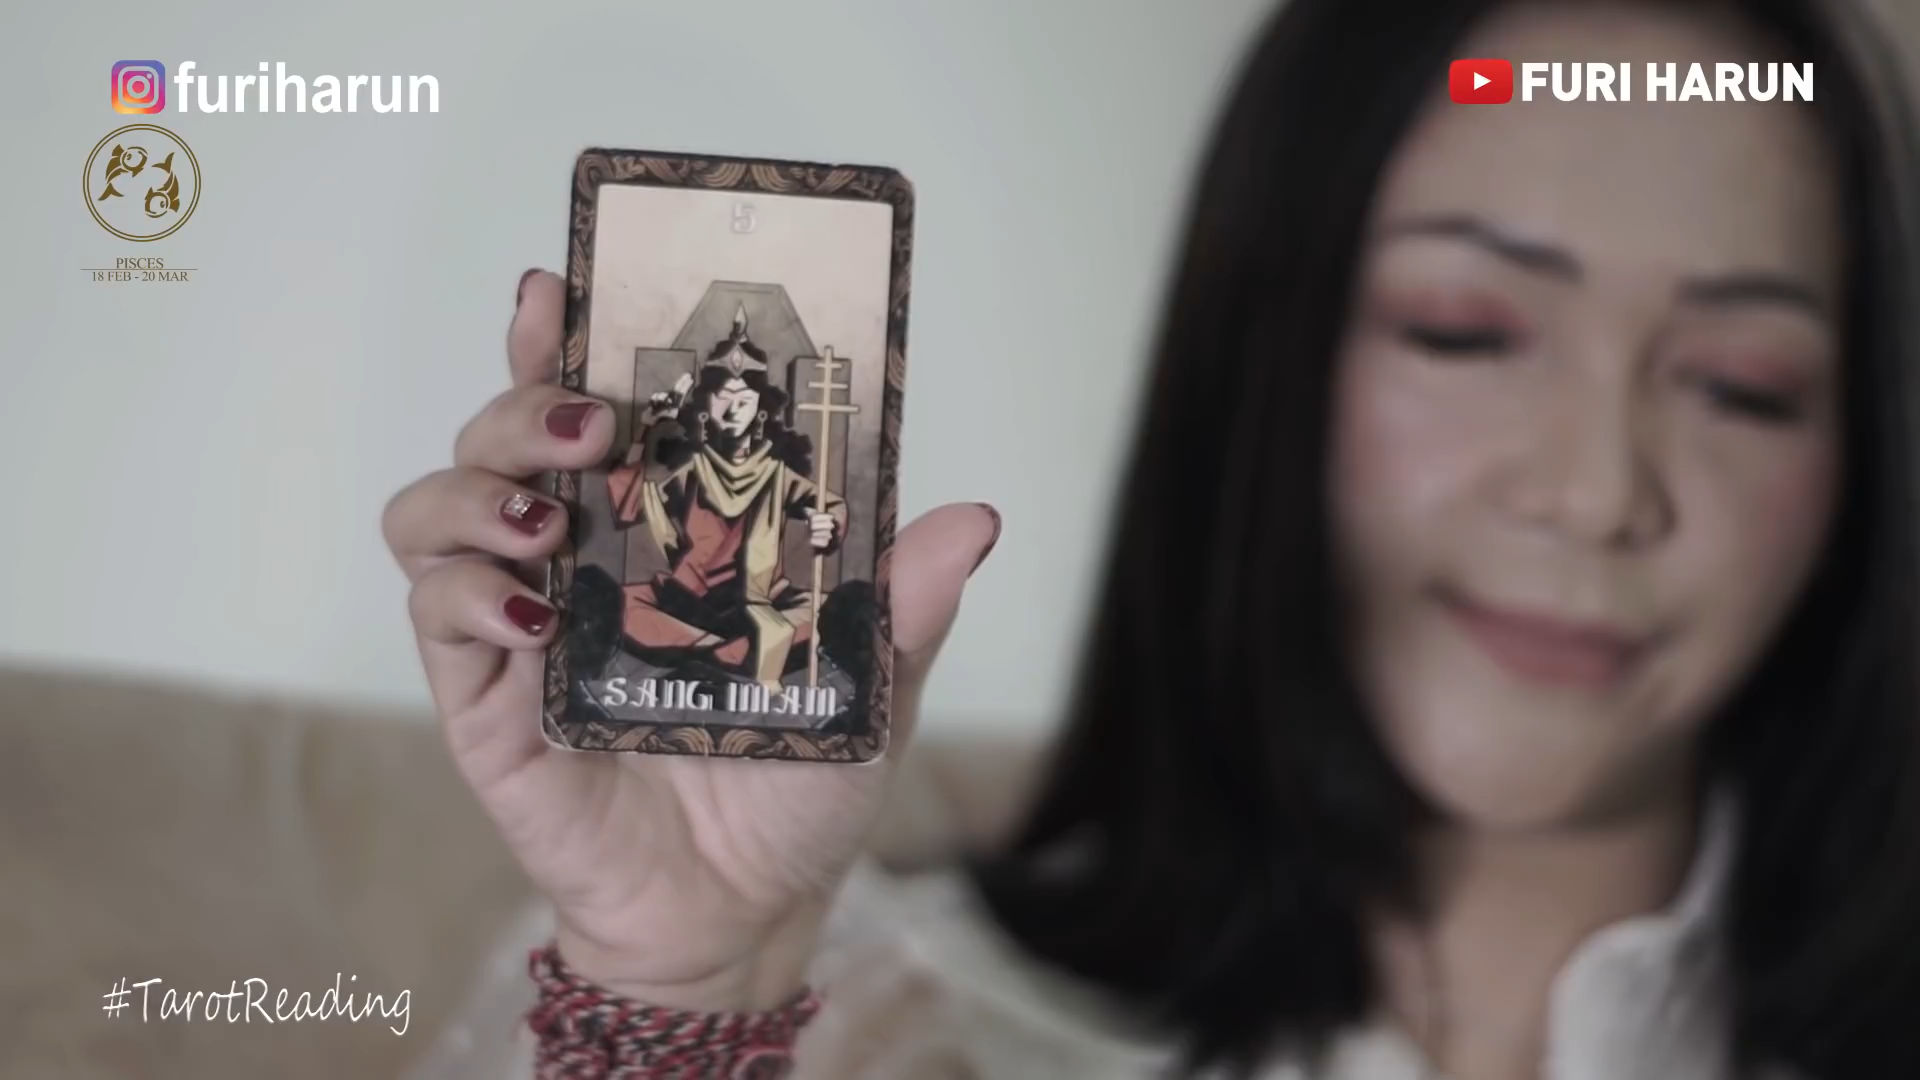 furiharun
FURI HARUN
PISCES
18 FEB - 20 MAR
5
SANG IMAM
#TarotReading